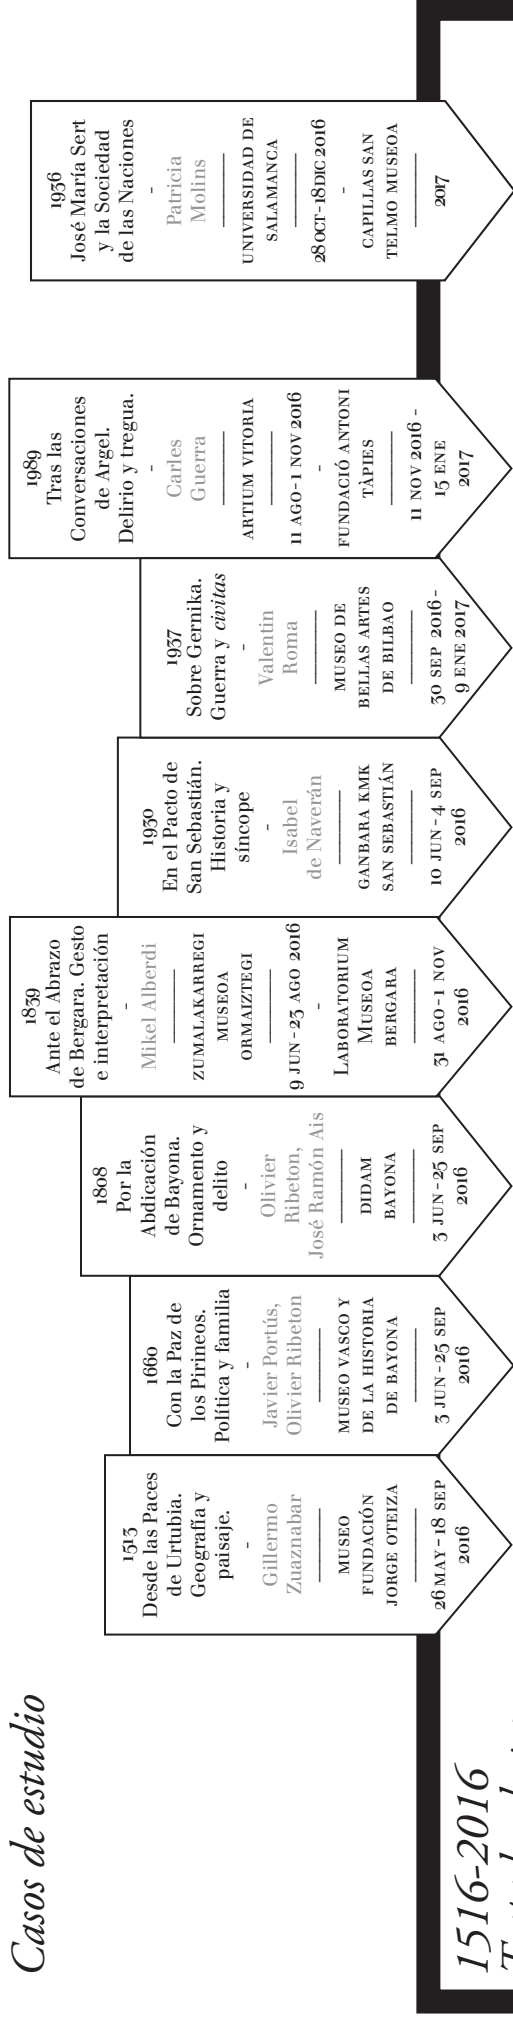 Casos de estudio
1513
Desde las Paces
de Urtubia.
Geografía y
paisaje.
-
Gillermo
Zuaznabar
MUSEO
FUNDACIÓN
JORGE OTEIZA
26 MAY-18 SEP
2016
1660
Con la Paz de
los Pirineos.
Política y familia
-
Javier Portús,
Olivier Ribeton
MUSEO VASCO Y
DE LA HISTORIA
DE BAYONA
3 JUN-25 SEP
2016
1808
Por la
Abdicación
de Bayona.
Ornamento y
delito
-
Olivier
Ribeton,
José Ramón Ais
DIDAM
BAYONA
3 JUN-25 SEP
2016
1839
Ante el Abrazo
de Bergara. Gesto
e interpretación
-
Mikel Alberdi
ZUMALAKARREGI
MUSEOA
ORMAIZTEGI
9 JUN-23 AGO 2016
-
LABORATORIUM
MUSEOA
BERGARA
31 AGO-1 NOV
2016
1930
En el Pacto de
San Sebastián.
Historia y
síncope
-
Isabel
de Naverán
GANBARA KMK
SAN SEBASTIÁN
10 JUN-4 SEP
2016
1937
Sobre Gernika.
Guerra y civitas
-
Valentin
Roma
MUSEO DE
BELLAS ARTES
DE BILBAO
30 SEP 2016-
9 ENE 2017
1989
Tras las
Conversaciones
de Argel.
Delirio y tregua.
-
Carles
Guerra
ARTIUM VITORIA
11 AGO-1 NOV 2016
-
FUNDACIÓ ANTONI
TÀPIES
11 NOV 2016 -
15 ENE
2017
1936
José María Sert
y la Sociedad
de las Naciones
-
Patricia
Molins
UNIVERSIDAD DE
SALAMANCA
28OCT-18DIC 2016
-
CAPILLAS SAN
TELMO MUSEOA
2017
1516-2016